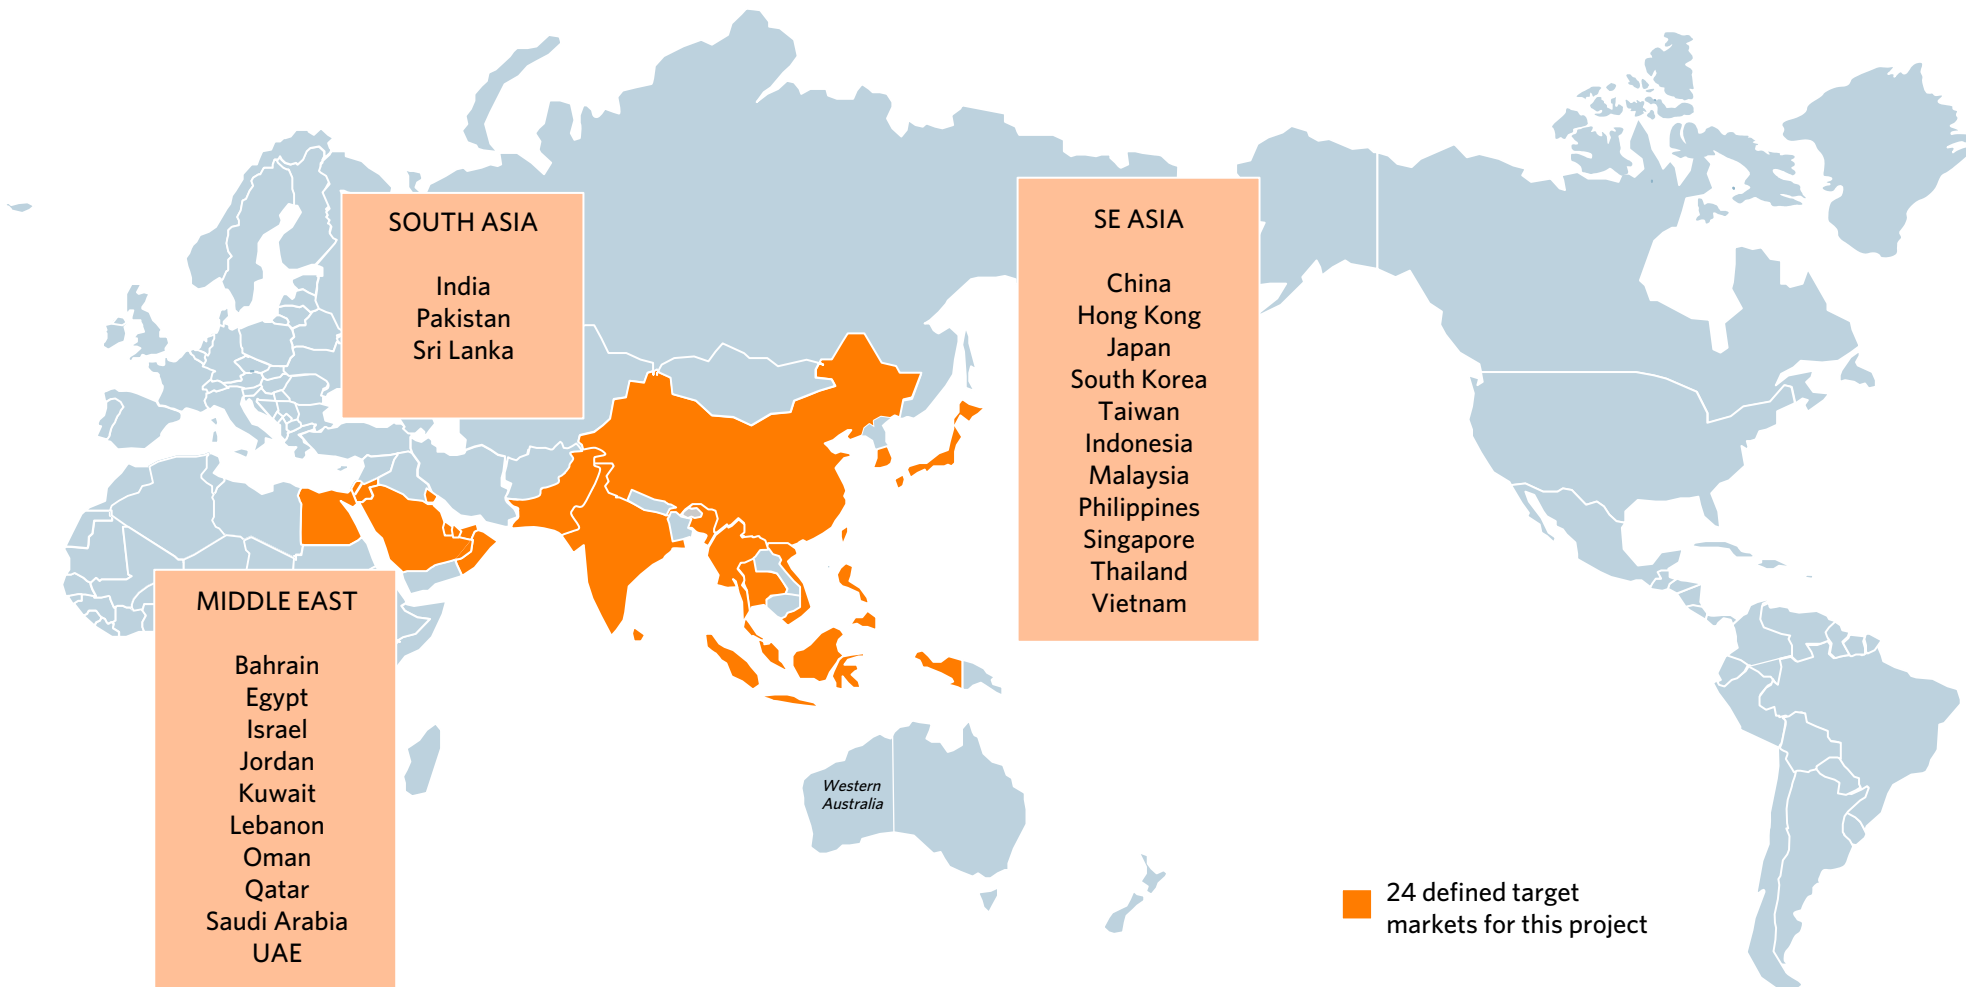 SOUTH ASIA
India
Pakistan
Sri Lanka
SE ASIA
China
Hong Kong
Japan
South Korea
Taiwan
Indonesia
Malaysia
Philippines
Singapore
Thailand
Vietnam
MIDDLE EAST
Bahrain
Egypt
Israel
Jordan
Kuwait
Lebanon
Oman
Qatar
Saudi Arabia
UAE
Western
Australia
24 defined target
markets for this project